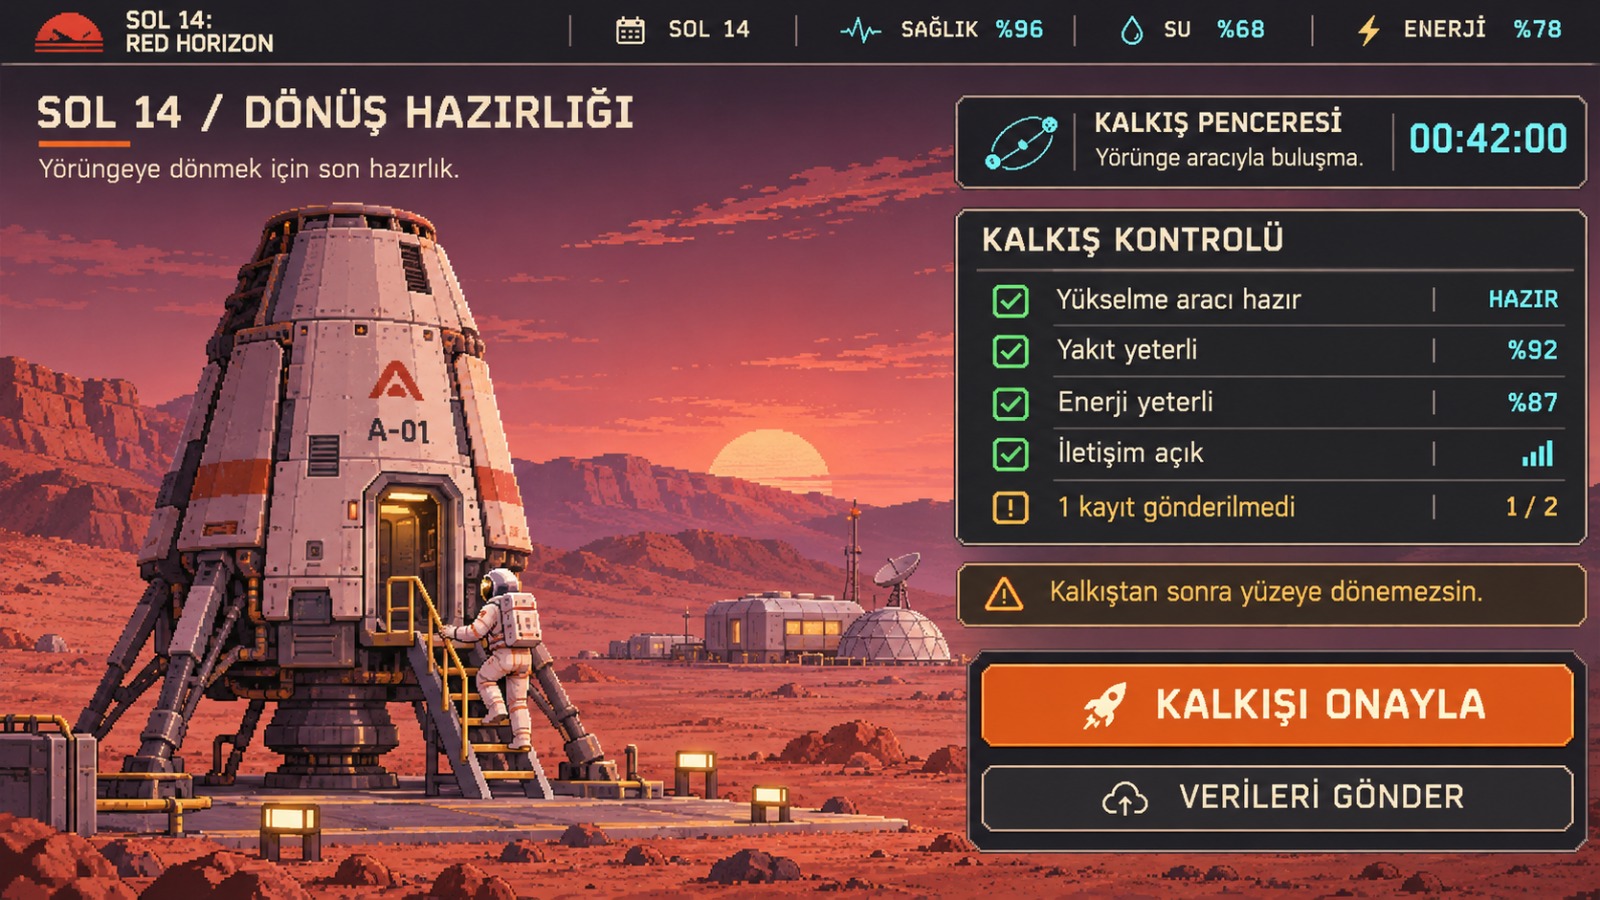 SOL 14:
RED HORIZON
SOL 14
SAĞLIK %96
SU %68
ENERJİ %78
SOL 14 / DÖNÜŞ HAZIRLIĞI
Yörüngeye dönmek için son hazırlık.
KALKIŞ PENCERESİ
Yörünge aracıyla buluşma.
00:42:00
KALKIŞ KONTROLÜ
Yükselme aracı hazır HAZIR
Yakıt yeterli %92
Enerji yeterli %87
İletişim açık
1 kayıt gönderilmedi 1 / 2
Kalkıştan sonra yüzeye dönemezsin.
KALKIŞI ONAYLA
VERİLERİ GÖNDER
A-01